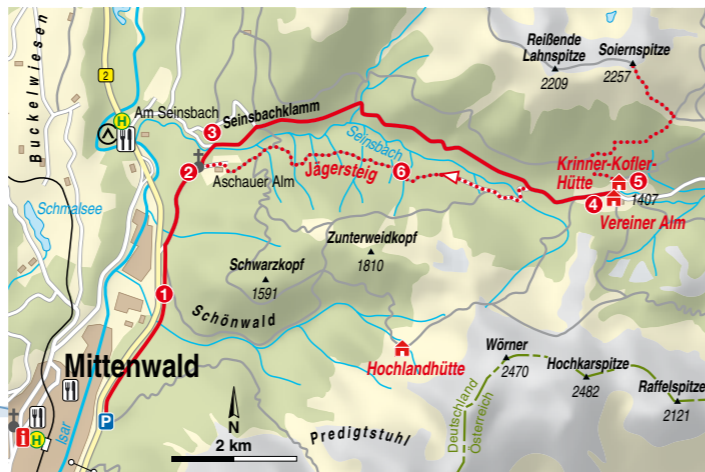 Buckelwiesen
2
H
Am Seinsbach
Seinsbachklamm
3
Reißende
Lahnspitze
2209
Soiernspitze
2257
Seinsbach
2
Aschauer Alm
Jägersteig
6
Krinner-Kofler-
Hütte
5
4
1407
Vereiner Alm
Schmalsee
Zunterweidkopf
1810
Schwarzkopf
1591
1
Schönwald
Hochlandhütte
Mittenwald
Wörner
2470
Hochkarspitze
2482
Raffelspitze
2121
Deutschland
Österreich
P
i
H
Isar
N
2 km
Predigtstuhl